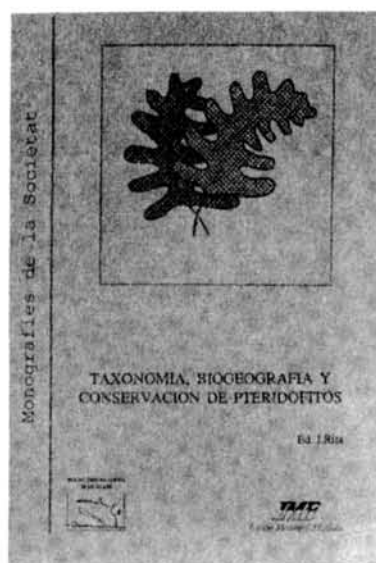 Monografies de la Societat
TAXONOMIA, BIOGEOGRAFIA Y
CONSERVACION DE PTERIDOFITOS
Ed. J.Rita